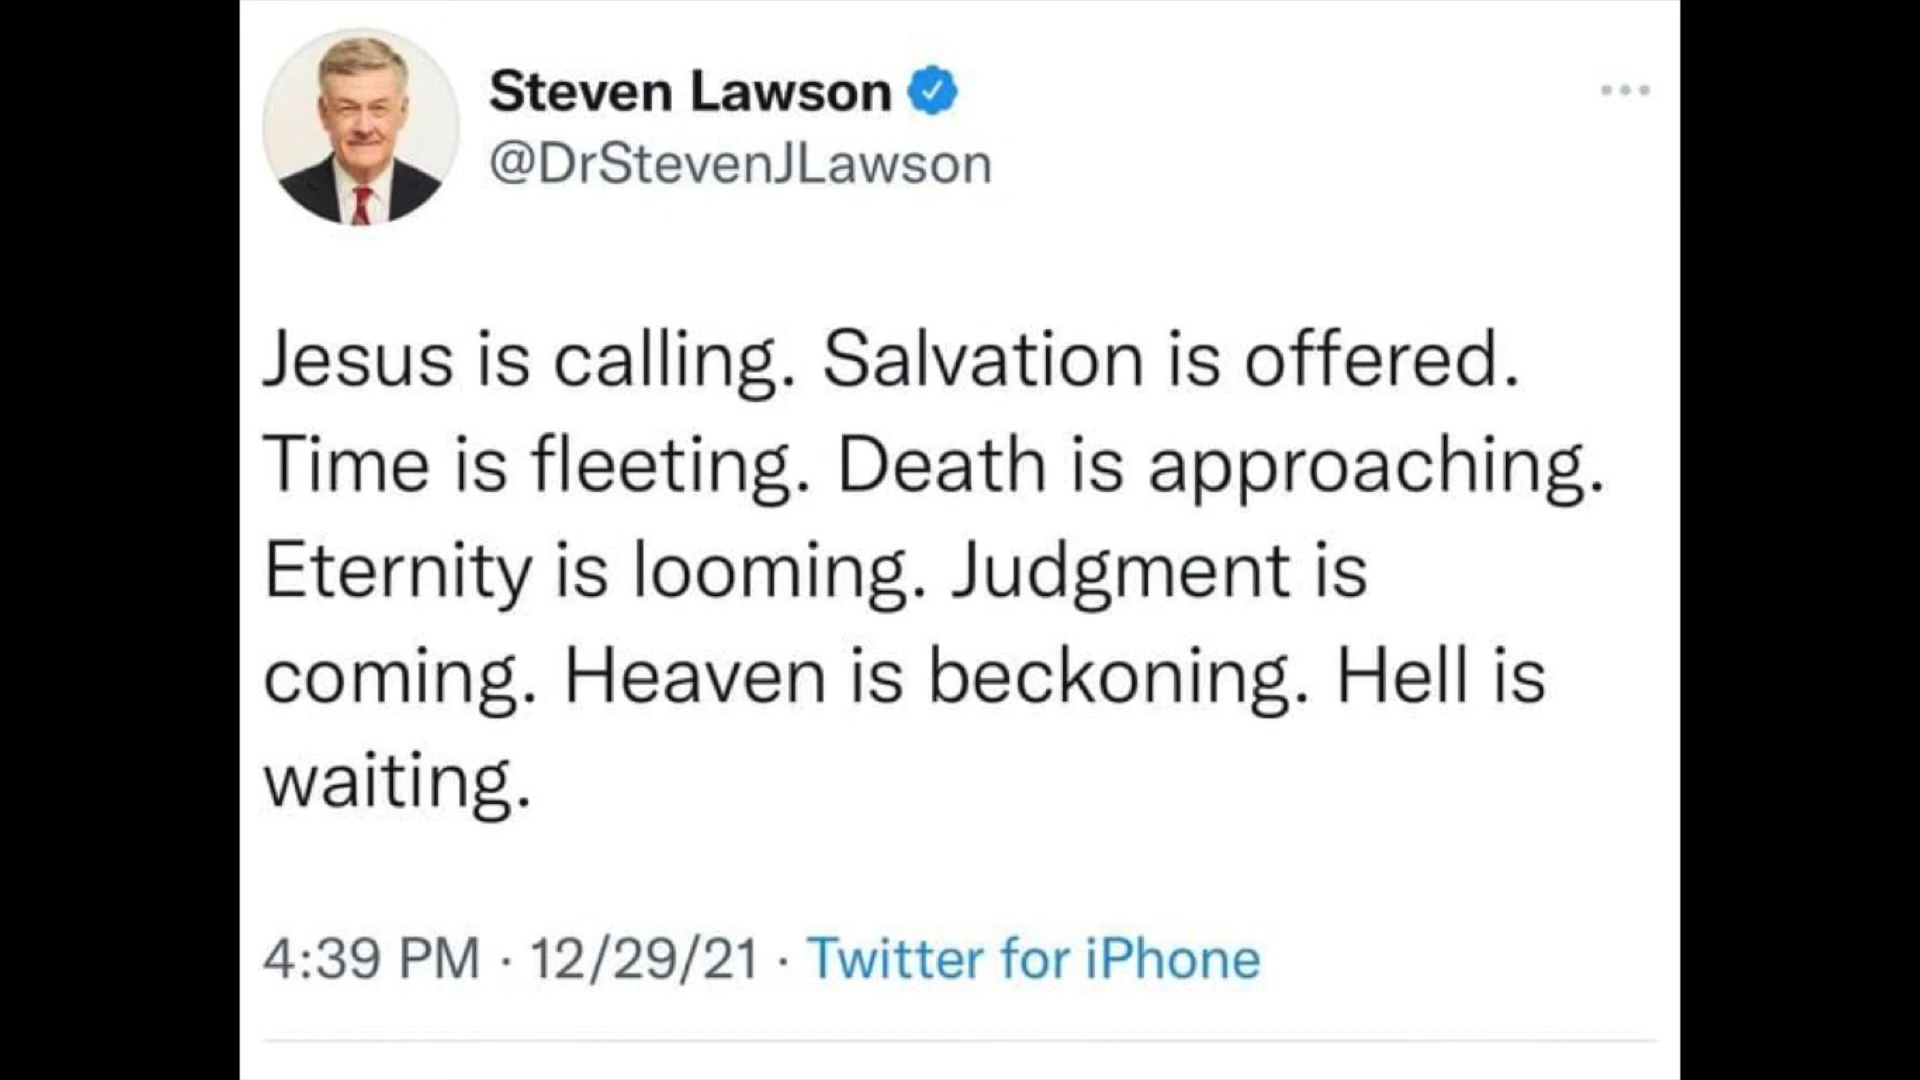 Steven Lawson
@DrStevenJLawson
Jesus is calling. Salvation is offered.
Time is fleeting. Death is approaching.
Eternity is looming. Judgment is
coming. Heaven is beckoning. Hell is
waiting.
4:39 PM · 12/29/21 · Twitter for iPhone